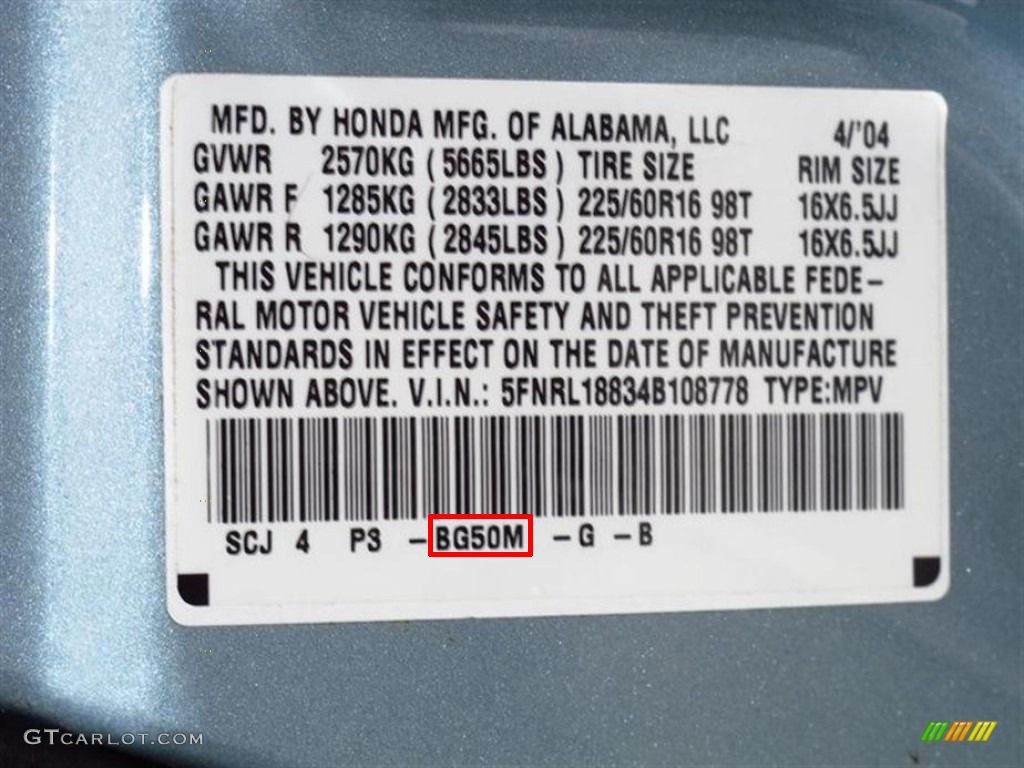 MFD. BY HONDA MFG. OF ALABAMA, LLC 4/'04
GVWR 2570KG (5665LBS) TIRE SIZE RIM SIZE
GAWR F 1285KG (2833LBS) 225/60R16 98T 16X6.5JJ
GAWR R 1290KG (2845LBS) 225/60R16 98T 16X6.5JJ
THIS VEHICLE CONFORMS TO ALL APPLICABLE FEDE-
RAL MOTOR VEHICLE SAFETY AND THEFT PREVENTION
STANDARDS IN EFFECT ON THE DATE OF MANUFACTURE
SHOWN ABOVE. V.I.N.: 5FNRL18834B108778 TYPE:MPV
SCJ 4 P3 -BG50M -G -B
GTCARLOT.COM